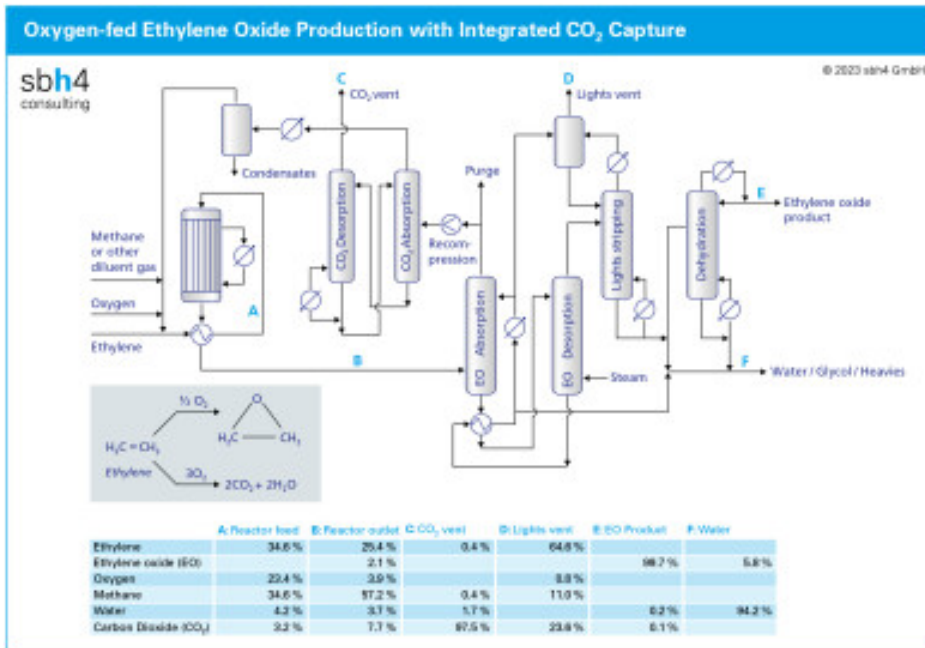 Oxygen-fed Ethylene Oxide Production with Integrated CO₂ Capture
sbh4
consulting
© 2023 sbh4 GmbH
C
CO₂ vent
D
Lights vent
Condensates
Purge
E
Ethylene oxide
product
Methane
or other
diluent gas
Oxygen
Ethylene
A
B
CO₂ Desorption
CO₂ Absorption
Recom-
pression
EO Absorption
EO Desorption
Lights stripping
Dehydration
Steam
F
Water / Glycol / Heavies
½ O₂
O
H₂C
CH₂
H₂C=CH₂
Ethylene
3O₂
2CO₂ + 2H₂O
A: Reactor feed B: Reactor outlet C: CO₂ vent D: Lights vent E: EO Product F: Water
Ethylene 34.6 % 25.4 % 0.4 % 64.6 %
Ethylene oxide (EO) 2.1 % 99.7 % 5.8 %
Oxygen 23.4 % 3.9 %
Methane 34.6 % 57.2 % 0.4 % 11.0 %
Water 4.2 % 3.7 % 1.7 % 0.2 % 94.2 %
Carbon Dioxide (CO₂) 3.2 % 7.7 % 97.5 % 23.6 % 0.1 %